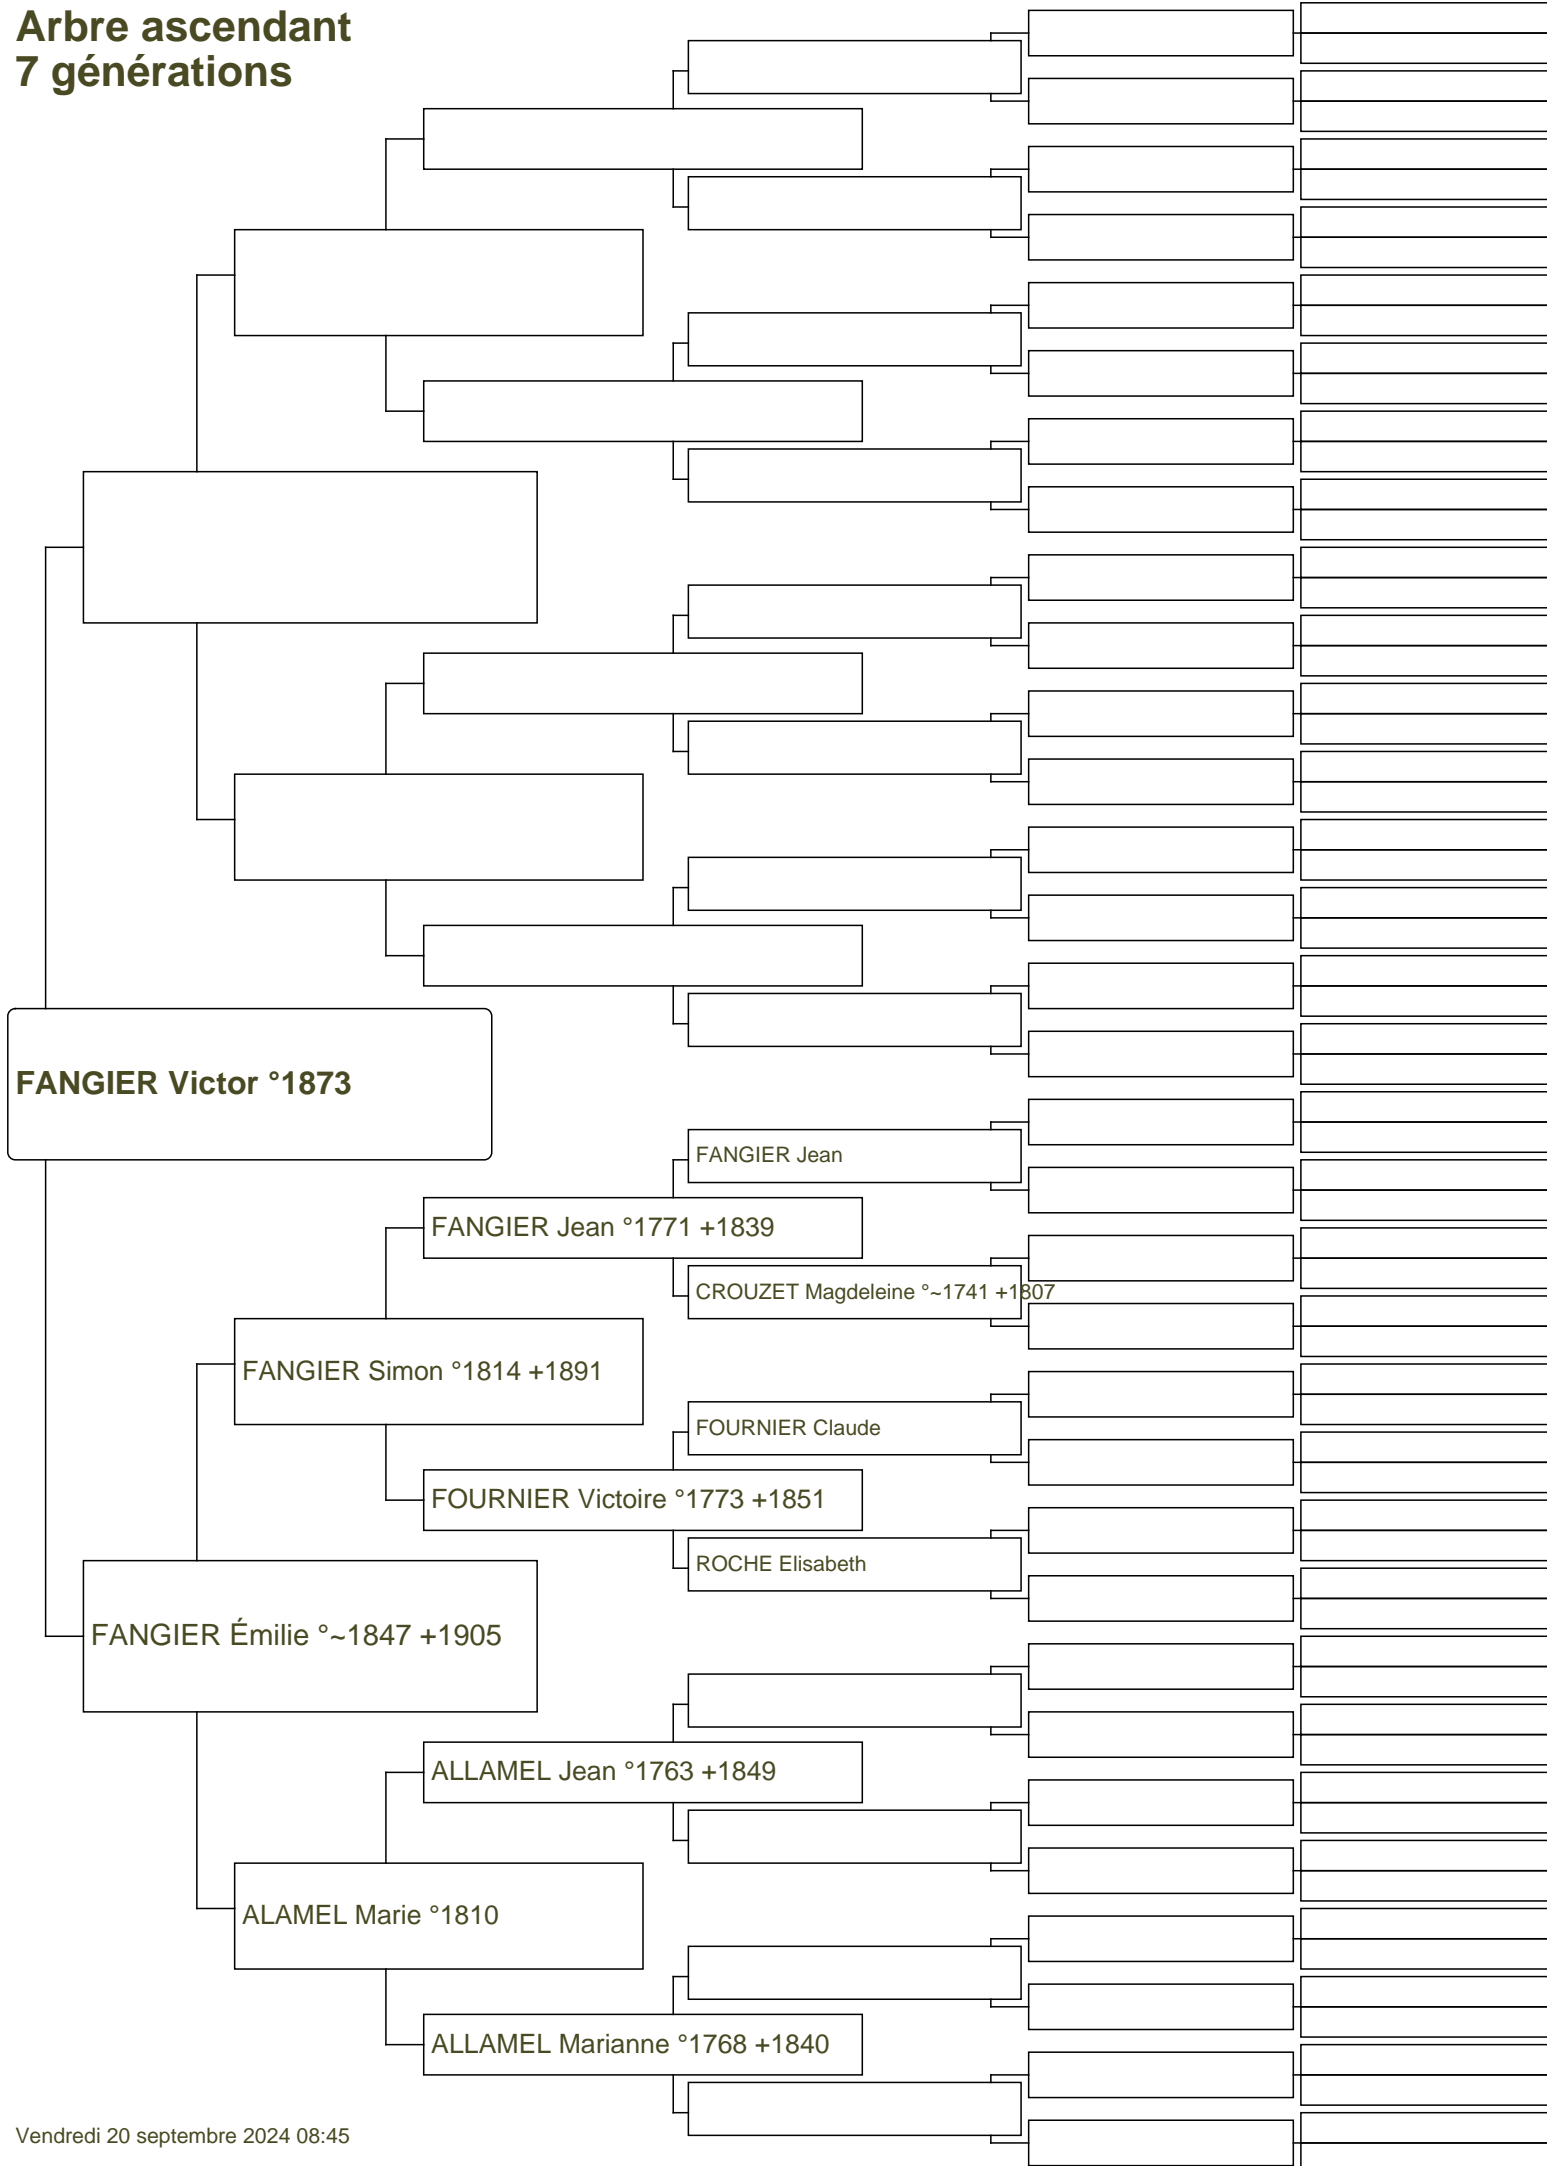 Arbre ascendant
7 générations
FANGIER Victor °1873
FANGIER Jean
FANGIER Jean °1771 +1839
CROUZET Magdeleine °~1741 +1807
FANGIER Simon °1814 +1891
FOURNIER Claude
FOURNIER Victoire °1773 +1851
ROCHE Elisabeth
FANGIER Émilie °~1847 +1905
ALLAMEL Jean °1763 +1849
ALAMEL Marie °1810
ALLAMEL Marianne °1768 +1840
Vendredi 20 septembre 2024 08:45